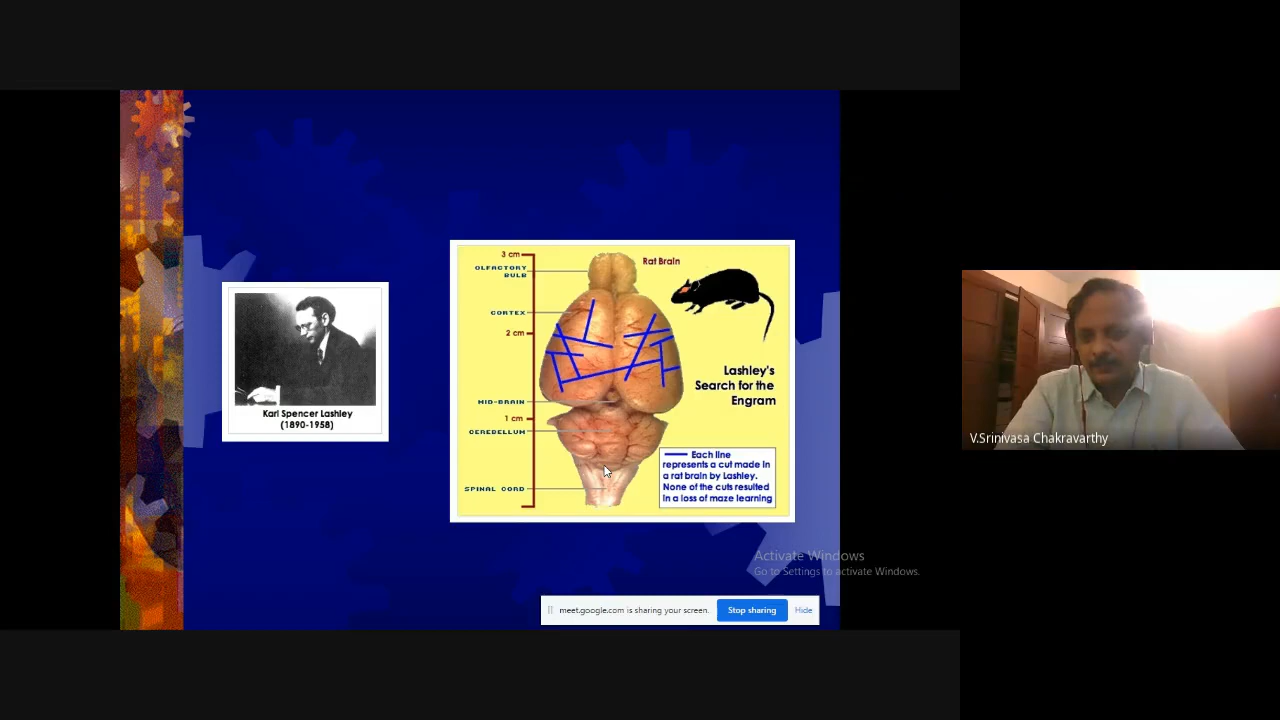 Karl Spencer Lashley
(1890-1958)
3 cm
OLFACTORY
BULB
Rat Brain
CORTEX
2 cm
Lashley's
Search for the
Engram
MID-BRAIN
1 cm
CEREBELLUM
SPINAL CORD
Each line
represents a cut made in
a rat brain by Lashley.
None of the cuts resulted
in a loss of maze learning
V.Srinivasa Chakravarthy
Activate Windows
Go to Settings to activate Windows.
meet.google.com is sharing your screen.
Stop sharing
Hide